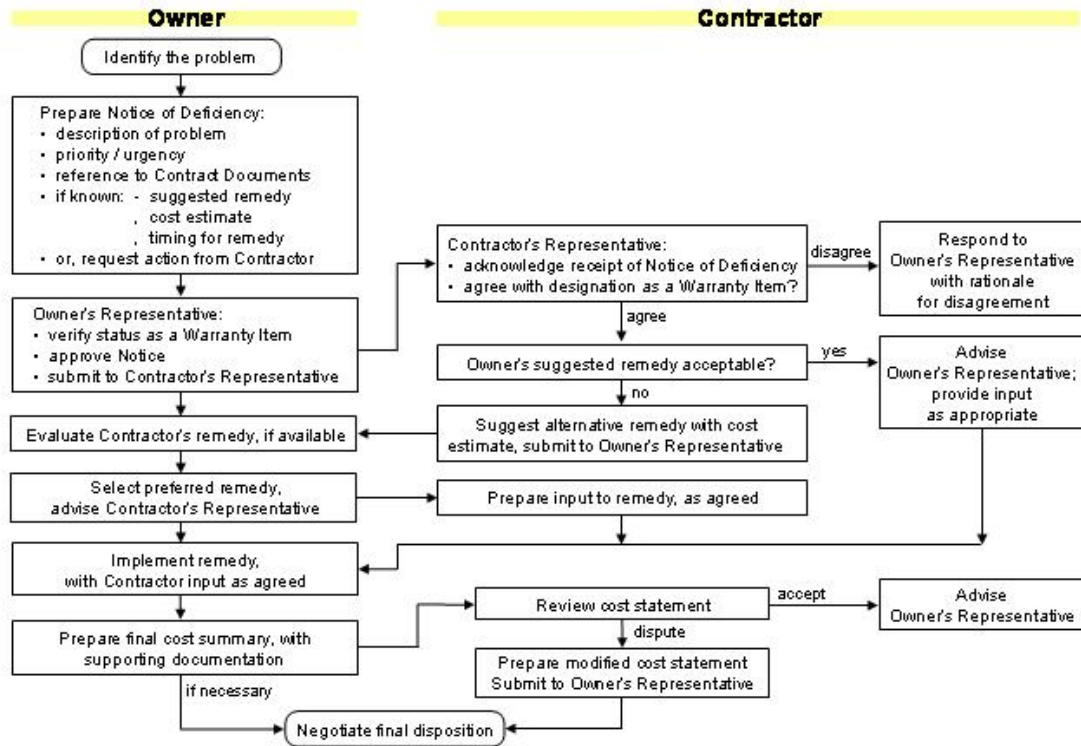 Owner
Contractor
Identify the problem
Prepare Notice of Deficiency:
• description of problem
• priority / urgency
• reference to Contract Documents
• if known: - suggested remedy
, cost estimate
, timing for remedy
• or, request action from Contractor
Contractor's Representative:
• acknowledge receipt of Notice of Deficiency
• agree with designation as a Warranty Item?
disagree
Respond to
Owner's Representative
with rationale
for disagreement
agree
Owner's Representative:
• verify status as a Warranty Item
• approve Notice
• submit to Contractor's Representative
Owner's suggested remedy acceptable?
yes
Advise
Owner's Representative;
provide input
as appropriate
no
Evaluate Contractor's remedy, if available
Suggest alternative remedy with cost
estimate, submit to Owner's Representative
Select preferred remedy,
advise Contractor's Representative
Prepare input to remedy, as agreed
Implement remedy,
with Contractor input as agreed
Review cost statement
accept
Advise
Owner's Representative
Prepare final cost summary, with
supporting documentation
dispute
Prepare modified cost statement
Submit to Owner's Representative
if necessary
Negotiate final disposition